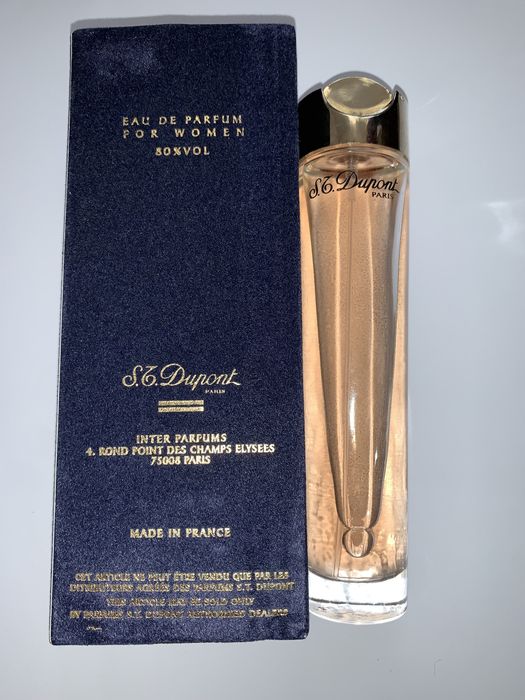 EAU DE PARFUM
FOR WOMEN
80%VOL
S.T. Dupont
PARIS
INTER PARFUMS
4, ROND POINT DES CHAMPS ELYSEES
75008 PARIS
MADE IN FRANCE
CET ARTICLE NE PEUT ÊTRE VENDU QUE PAR LES
DISTRIBUTEURS AGRÉÉS DES PARFUMS S.T. DUPONT
THIS ARTICLE MAY BE SOLD ONLY
BY PARFUMS S.T. DUPONT AUTHORIZED DEALERS
S.T. Dupont
PARIS